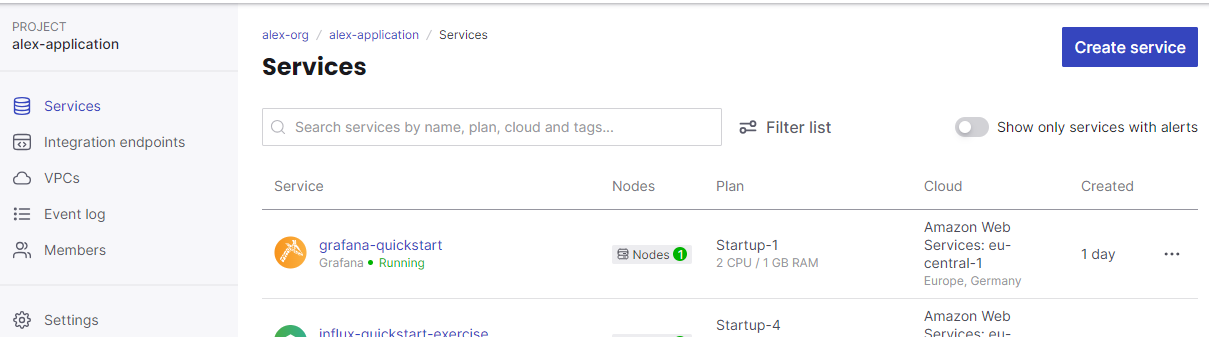 PROJECT
alex-application
Services
Integration endpoints
VPCs
Event log
Members
Settings
alex-org / alex-application / Services
Services
Create service
Search services by name, plan, cloud and tags...
Filter list
Show only services with alerts
Service Nodes Plan Cloud Created
grafana-quickstart
Grafana • Running
Nodes 1
Startup-1
2 CPU / 1 GB RAM
Amazon Web
Services: eu-
central-1
Europe, Germany
1 day
influx-quickstart-exercise
Startup-4
Amazon Web
Services: eu-